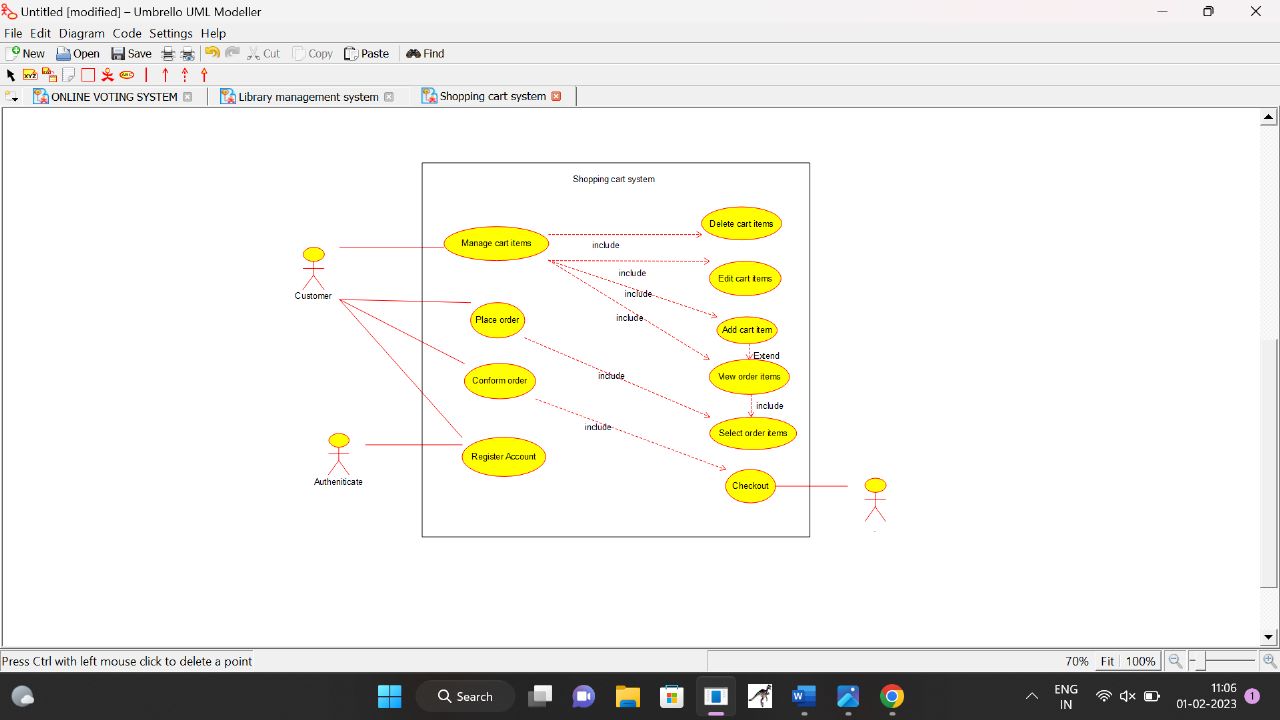 Untitled [modified] – Umbrello UML Modeller
File Edit Diagram Code Settings Help
New Open Save Cut Copy Paste Find
XYZ
ONLINE VOTING SYSTEM Library management system Shopping cart system
Shopping cart system
Delete cart items
Manage cart items
include
include
Edit cart items
include
Customer
include
Place order
Add cart item
Extend
include
View order items
Conform order
include
include
Select order items
Register Account
Autheniticate
Checkout
Press Ctrl with left mouse click to delete a point
70% Fit 100%
Search
ENG
IN
11:06
01-02-2023
1